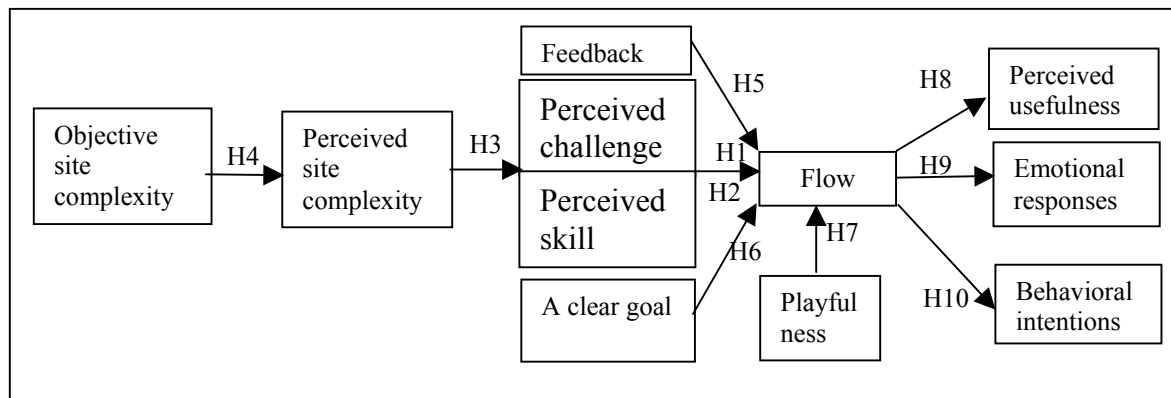 Objective
site
complexity
H4
Perceived
site
complexity
H3
Feedback
Perceived
challenge
Perceived
skill
A clear goal
H5
H1
H2
H6
Flow
H7
Playful
ness
H8
Perceived
usefulness
H9
Emotional
responses
H10
Behavioral
intentions